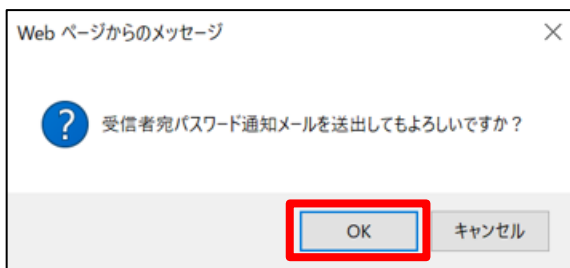 Web ページからのメッセージ
受信者宛パスワード通知メールを送出してもよろしいですか？
OK
キャンセル